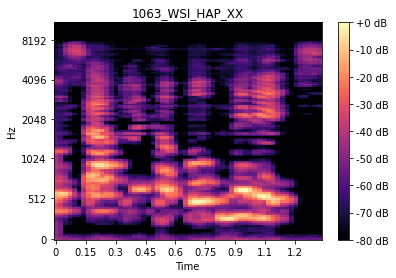 1063_WSI_HAP_XX
+0 dB
8192
-10 dB
4096
-20 dB
-30 dB
2048
Hz
-40 dB
1024
-50 dB
512
-60 dB
-70 dB
0
-80 dB
0 0.15 0.3 0.45 0.6 0.75 0.9 1.1 1.2
Time